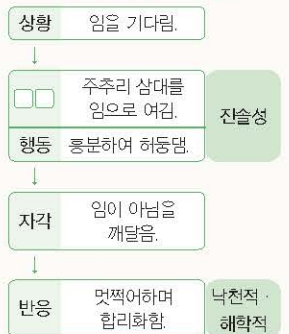 상황 임을 기다림.
↓
□□ 주추리 삼대를
임으로 여김.
진솔성
행동 흥분하여 허둥댐.
↓
자각 임이 아님을
깨달음.
↓
반응 멋쩍어하며
합리화함.
낙천적·
해학적